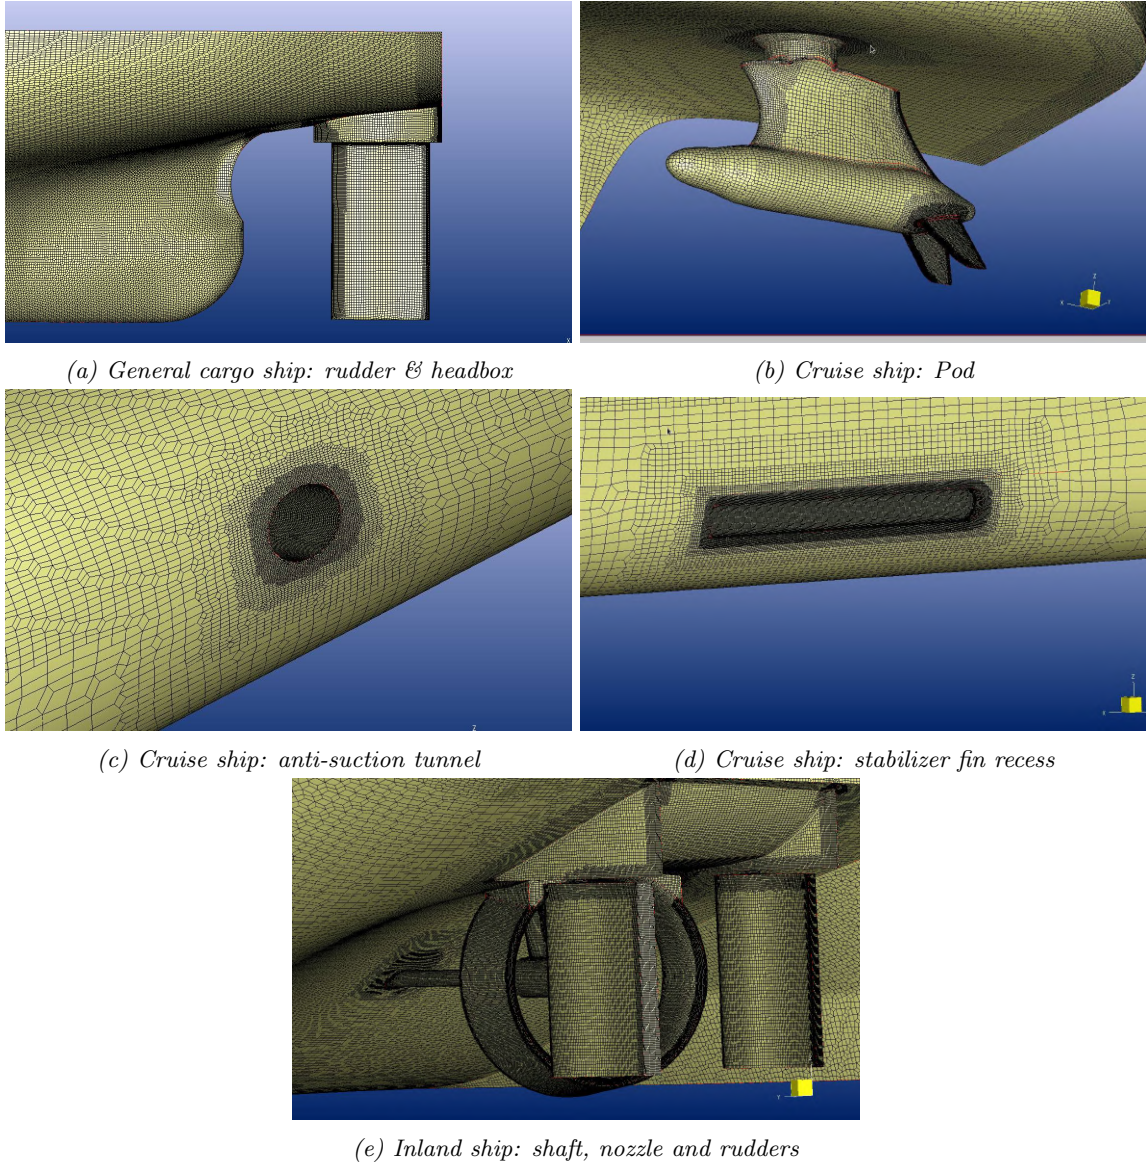 (a) General cargo ship: rudder & headbox
(b) Cruise ship: Pod
(c) Cruise ship: anti-suction tunnel
(d) Cruise ship: stabilizer fin recess
(e) Inland ship: shaft, nozzle and rudders